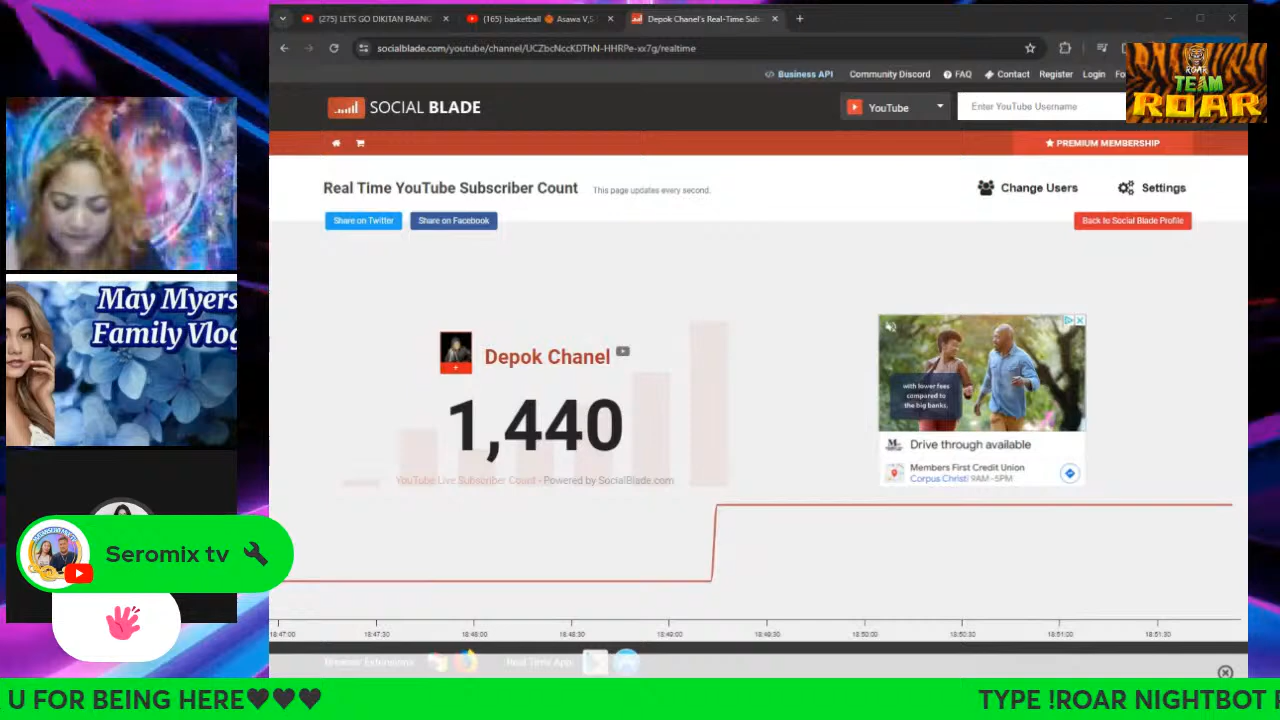 (275) LETS GO DIKITAN PAANG
(165) basketball 🏀 Asawa V,S
Depok Chanel's Real-Time Subs
socialblade.com/youtube/channel/UCZbcNccKDThN-HHRPe-xx7g/realtime
Business API
Community Discord
FAQ
Contact
Register
Login
SOCIAL BLADE
YouTube
Enter YouTube Username
ROAR
TEAM
ROAR
PREMIUM MEMBERSHIP
Real Time YouTube Subscriber Count
This page updates every second.
Change Users
Settings
Share on Twitter
Share on Facebook
Back to Social Blade Profile
May Myers
Family Vlog
Depok Chanel
1,440
YouTube Live Subscriber Count - Powered by SocialBlade.com
with lower fees
compared to
the big banks.
Drive through available
Members First Credit Union
Corpus Christi 9AM–5PM
Seromix tv
18:47:00
18:47:30
18:48:00
18:48:30
18:49:00
18:49:30
18:50:00
18:50:30
18:51:00
18:51:30
Browser Extensions
Real Time App
U FOR BEING HERE♥♥♥
TYPE !ROAR NIGHTBOT